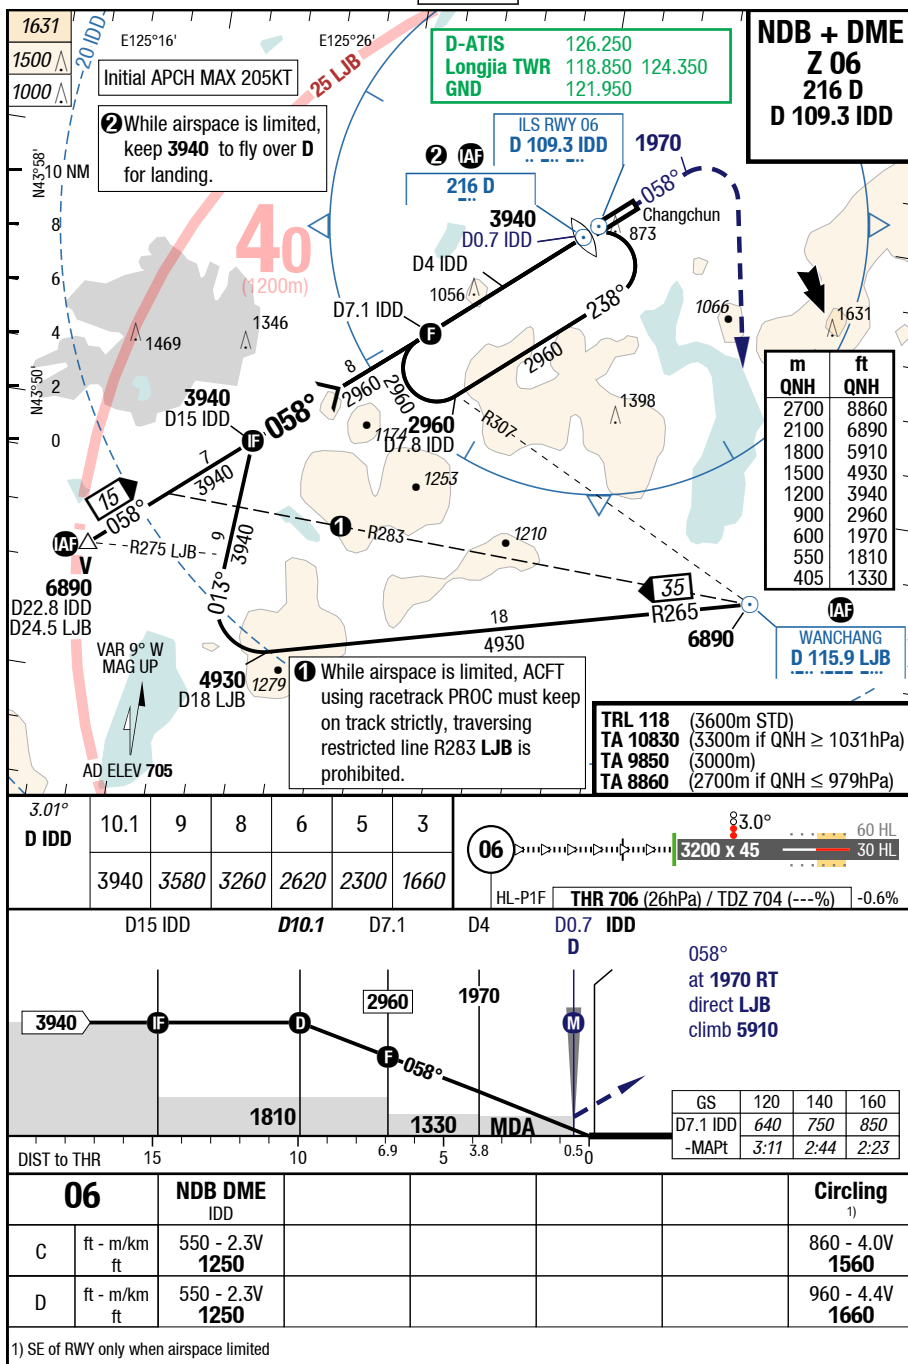 1631
1500
1000
20 IDD
E125°16'
E125°26'
25 LJB
Initial APCH MAX 205KT
D-ATIS 126.250
Longjia TWR 118.850 124.350
GND 121.950
NDB + DME
Z 06
216 D
D 109.3 IDD
2 While airspace is limited,
keep 3940 to fly over D
for landing.
ILS RWY 06
D 109.3 IDD
2 IAF
216 D
1970
058°
3940
D0.7 IDD
Changchun
873
N43°58'
10 NM
8
6
4
2
0
N43°50'
40
(1200m)
D4 IDD
1056
D7.1 IDD
F
238°
1066
1631
1469
1346
8
2960
2960
2960
3940
D15 IDD
058°
IF
1174
2960
D7.8 IDD
R307
1398
m ft
QNH QNH
2700 8860
2100 6890
1800 5910
1500 4930
1200 3940
900 2960
600 1970
550 1810
405 1330
7
3940
15
058°
1253
1
R283
1210
IAF
V
6890
D22.8 IDD
D24.5 LJB
R275 LJB
9
3940
013°
35
R265
18
4930
6890
IAF
WANCHANG
D 115.9 LJB
VAR 9° W
MAG UP
4930
D18 LJB
1279
AD ELEV 705
1 While airspace is limited, ACFT
using racetrack PROC must keep
on track strictly, traversing
restricted line R283 LJB is
prohibited.
TRL 118 (3600m STD)
TA 10830 (3300m if QNH ≥ 1031hPa)
TA 9850 (3000m)
TA 8860 (2700m if QNH ≤ 979hPa)
3.01°
D IDD 10.1 9 8 6 5 3
3940 3580 3260 2620 2300 1660
06
3.0°
3200 x 45
60 HL
30 HL
HL-P1F THR 706 (26hPa) / TDZ 704 (---%) -0.6%
D15 IDD D10.1 D7.1 D4 D0.7 IDD
D
3940
IF
D
2960
1970
F
058°
M
058°
at 1970 RT
direct LJB
climb 5910
1810
1330
MDA
DIST to THR 15 10 6.9 5 3.8 0.5 0
GS 120 140 160
D7.1 IDD 640 750 850
-MAPt 3:11 2:44 2:23
06 NDB DME Circling
IDD 1)
C ft - m/km 550 - 2.3V 860 - 4.0V
ft 1250 1560
D ft - m/km 550 - 2.3V 960 - 4.4V
ft 1250 1660
1) SE of RWY only when airspace limited